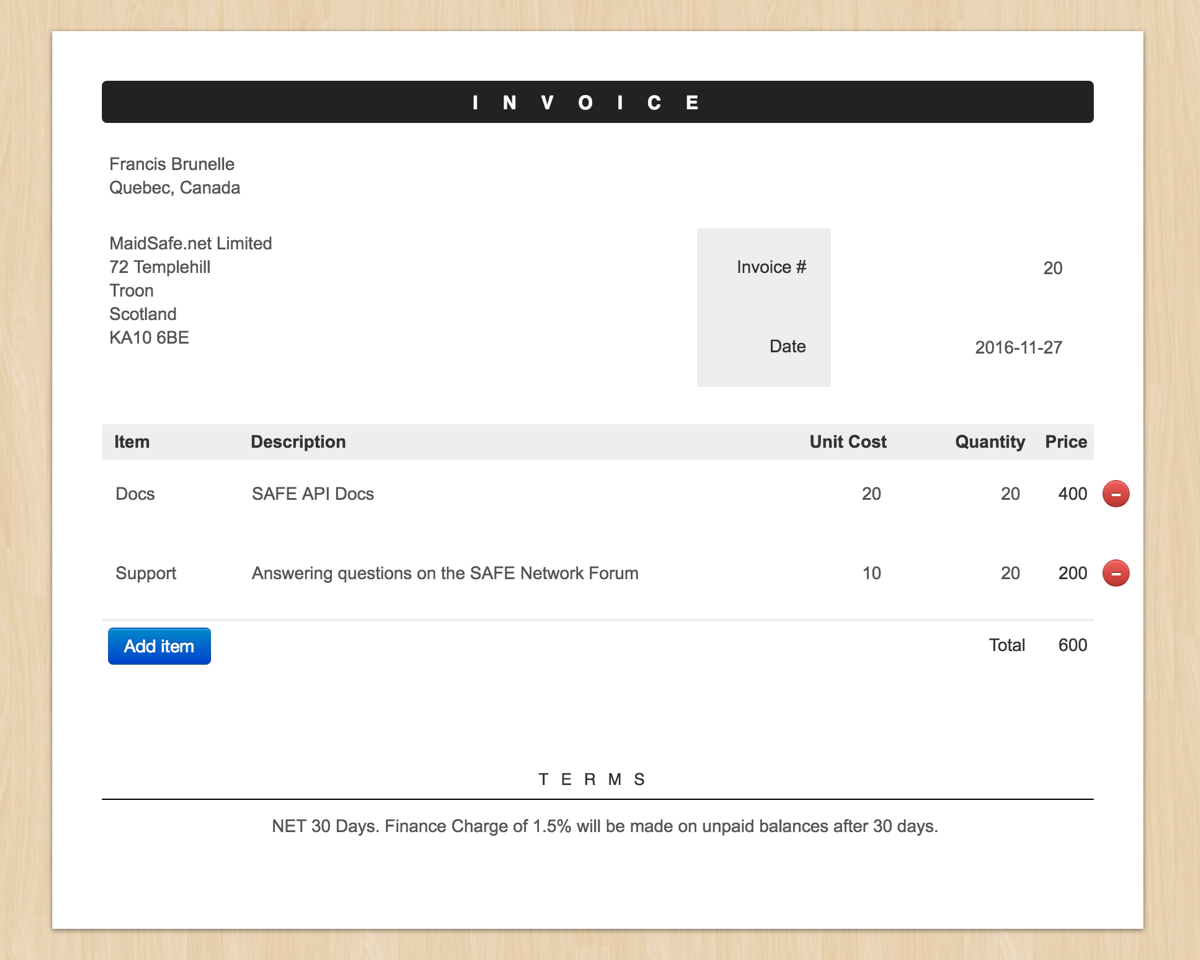 I N V O I C E
Francis Brunelle
Quebec, Canada
MaidSafe.net Limited
72 Templehill
Troon
Scotland
KA10 6BE
Invoice # 20
Date 2016-11-27
Item Description Unit Cost Quantity Price
Docs SAFE API Docs 20 20 400
Support Answering questions on the SAFE Network Forum 10 20 200
Add item Total 600
T E R M S
NET 30 Days. Finance Charge of 1.5% will be made on unpaid balances after 30 days.